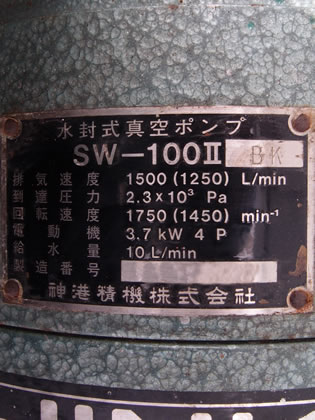 水封式真空ポンプ
SW-100II BK
排気速度 1500 (1250) L/min
到達圧力 2.3×10³ Pa
回転速度 1750 (1450) min⁻¹
電動機 3.7 kW 4 P
給水量 10 L/min
製造番号
神港精機株式会社